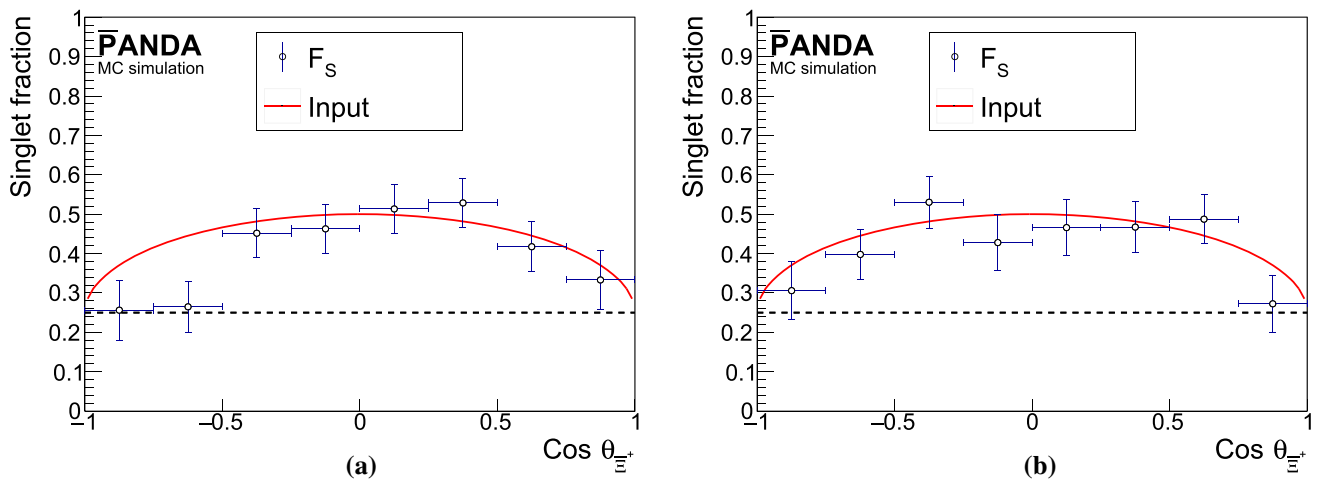 Singlet fraction
P̅ANDA
MC simulation
F_S
Input
1
0.9
0.8
0.7
0.6
0.5
0.4
0.3
0.2
0.1
0
−1 −0.5 0 0.5 1
Cos θ_Ξ̅⁺
(a)
Singlet fraction
P̅ANDA
MC simulation
F_S
Input
1
0.9
0.8
0.7
0.6
0.5
0.4
0.3
0.2
0.1
0
−1 −0.5 0 0.5 1
Cos θ_Ξ̅⁺
(b)